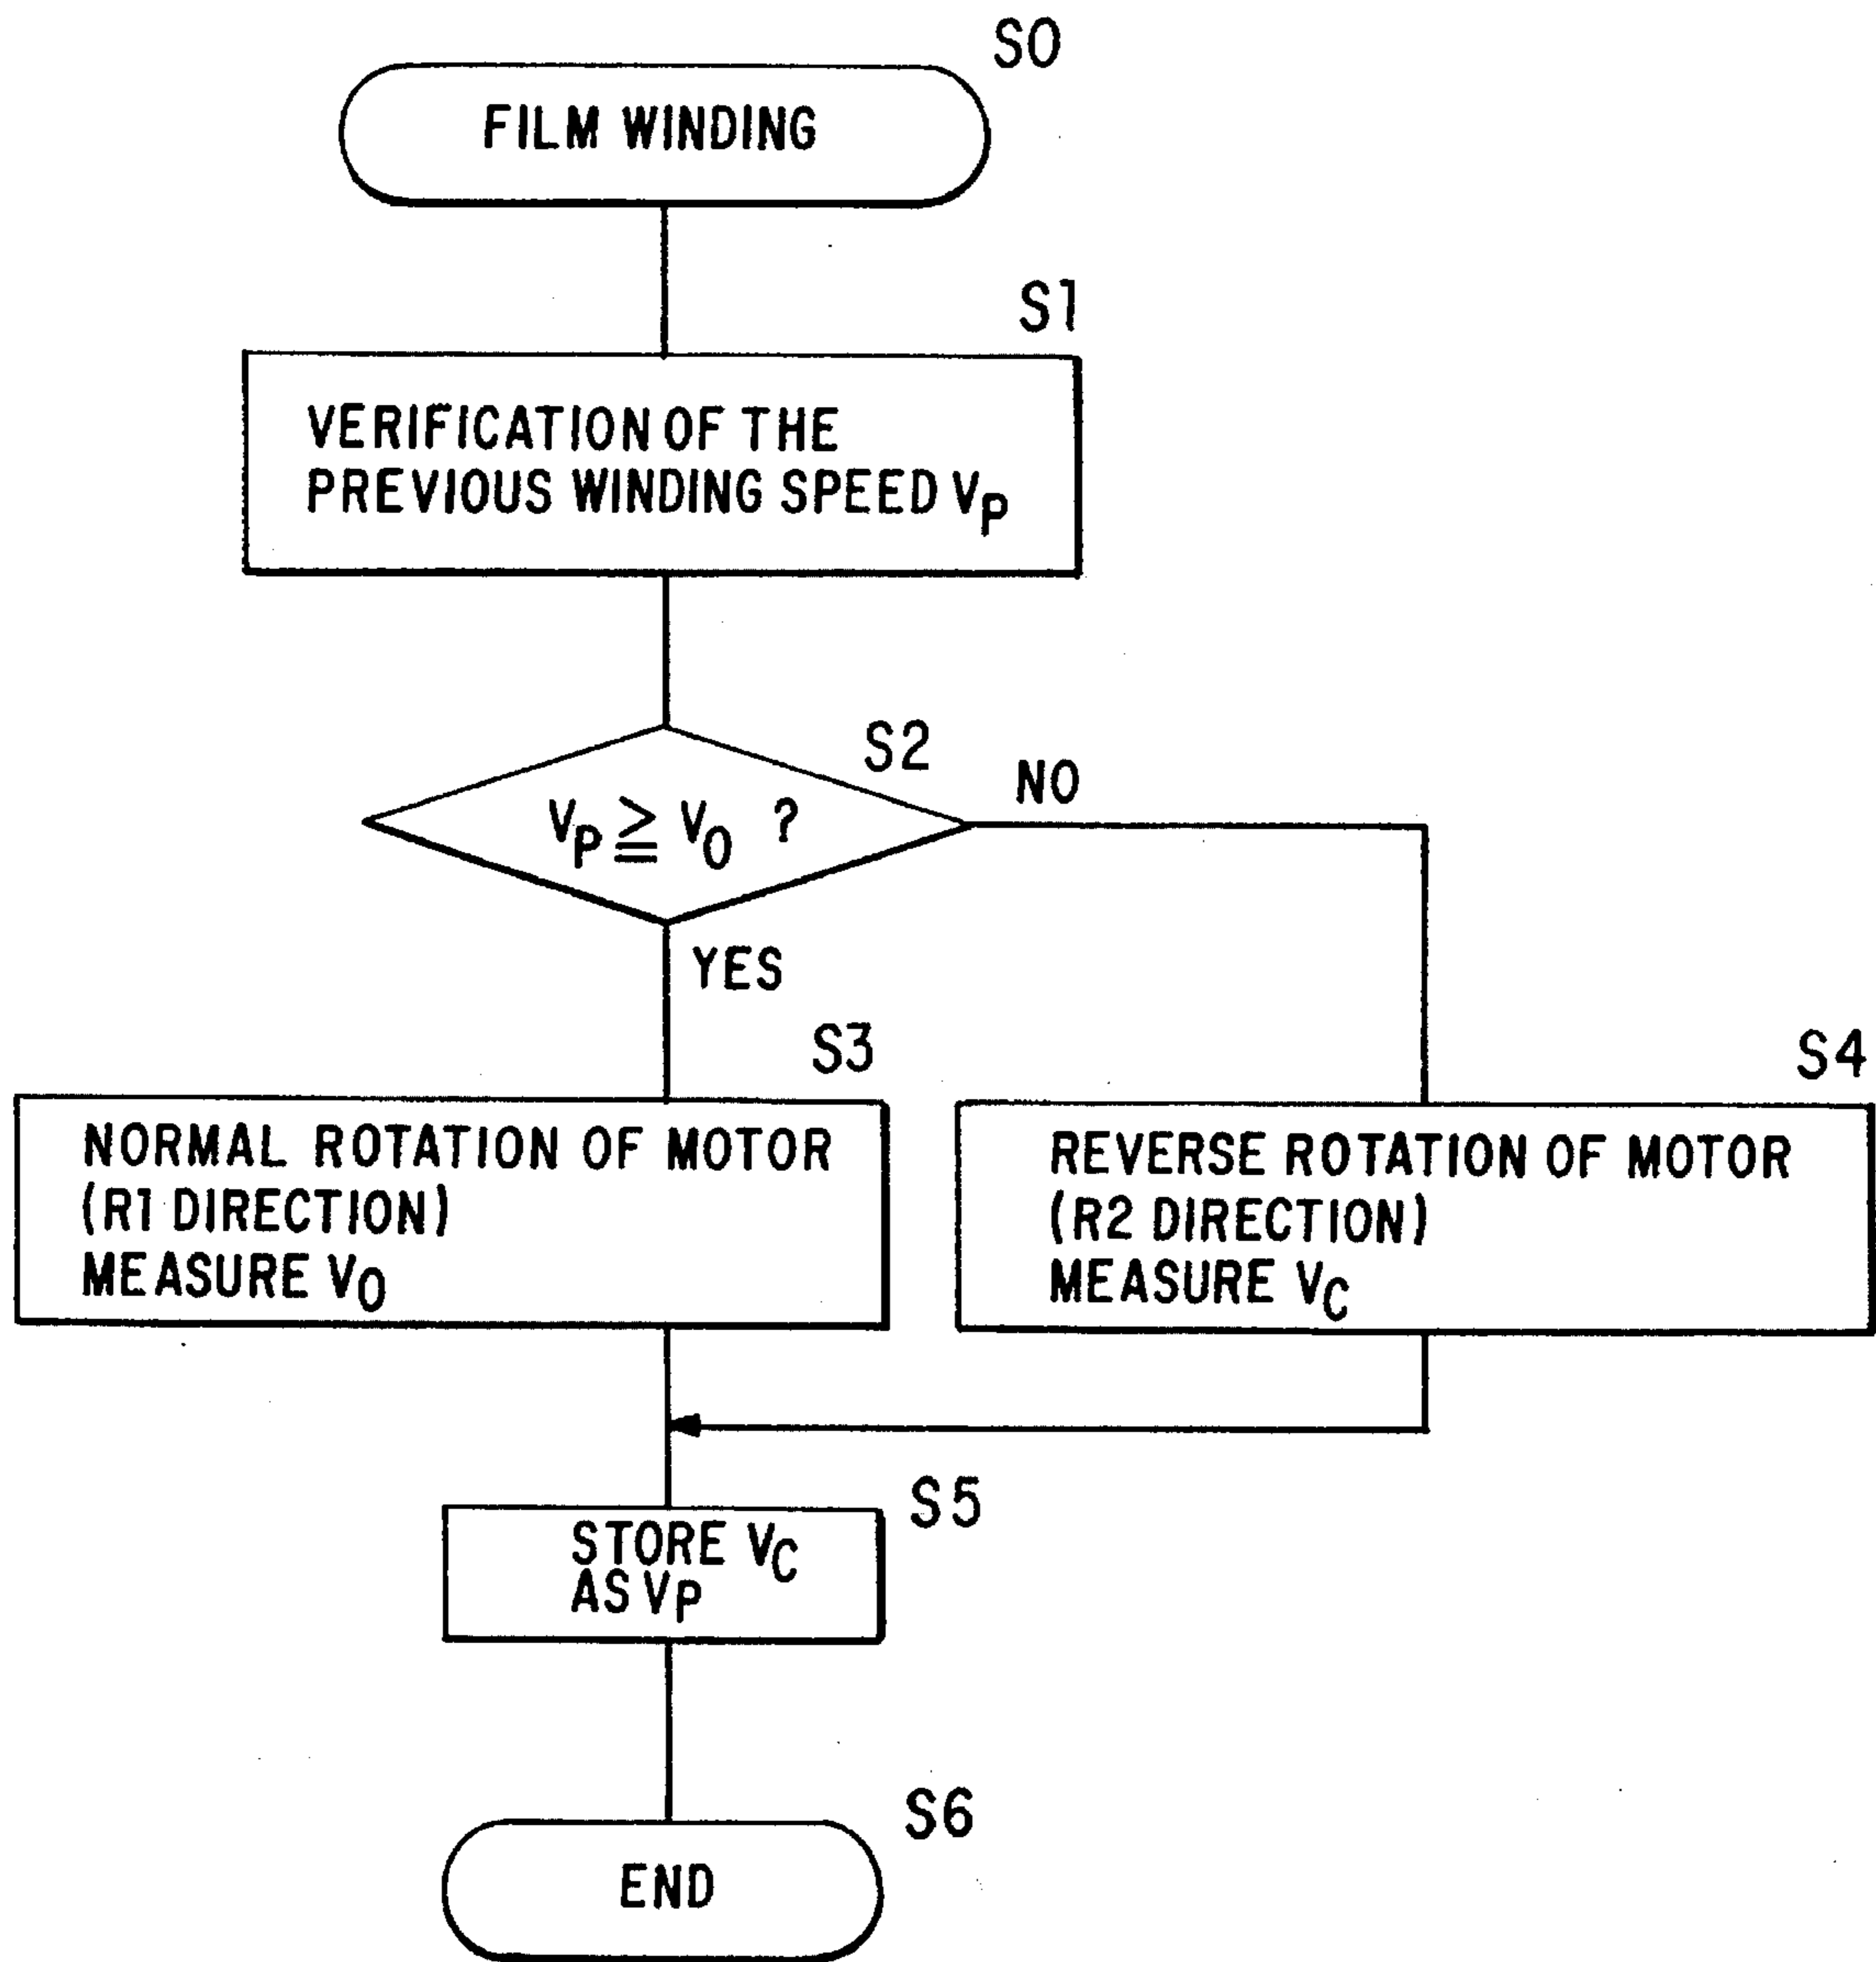 S0
FILM WINDING
S1
VERIFICATION OF THE
PREVIOUS WINDING SPEED VP
S2
VP ≧ VO ?
NO
YES
S3
NORMAL ROTATION OF MOTOR
(R1 DIRECTION)
MEASURE VO
S4
REVERSE ROTATION OF MOTOR
(R2 DIRECTION)
MEASURE VC
S5
STORE VC
AS VP
S6
END